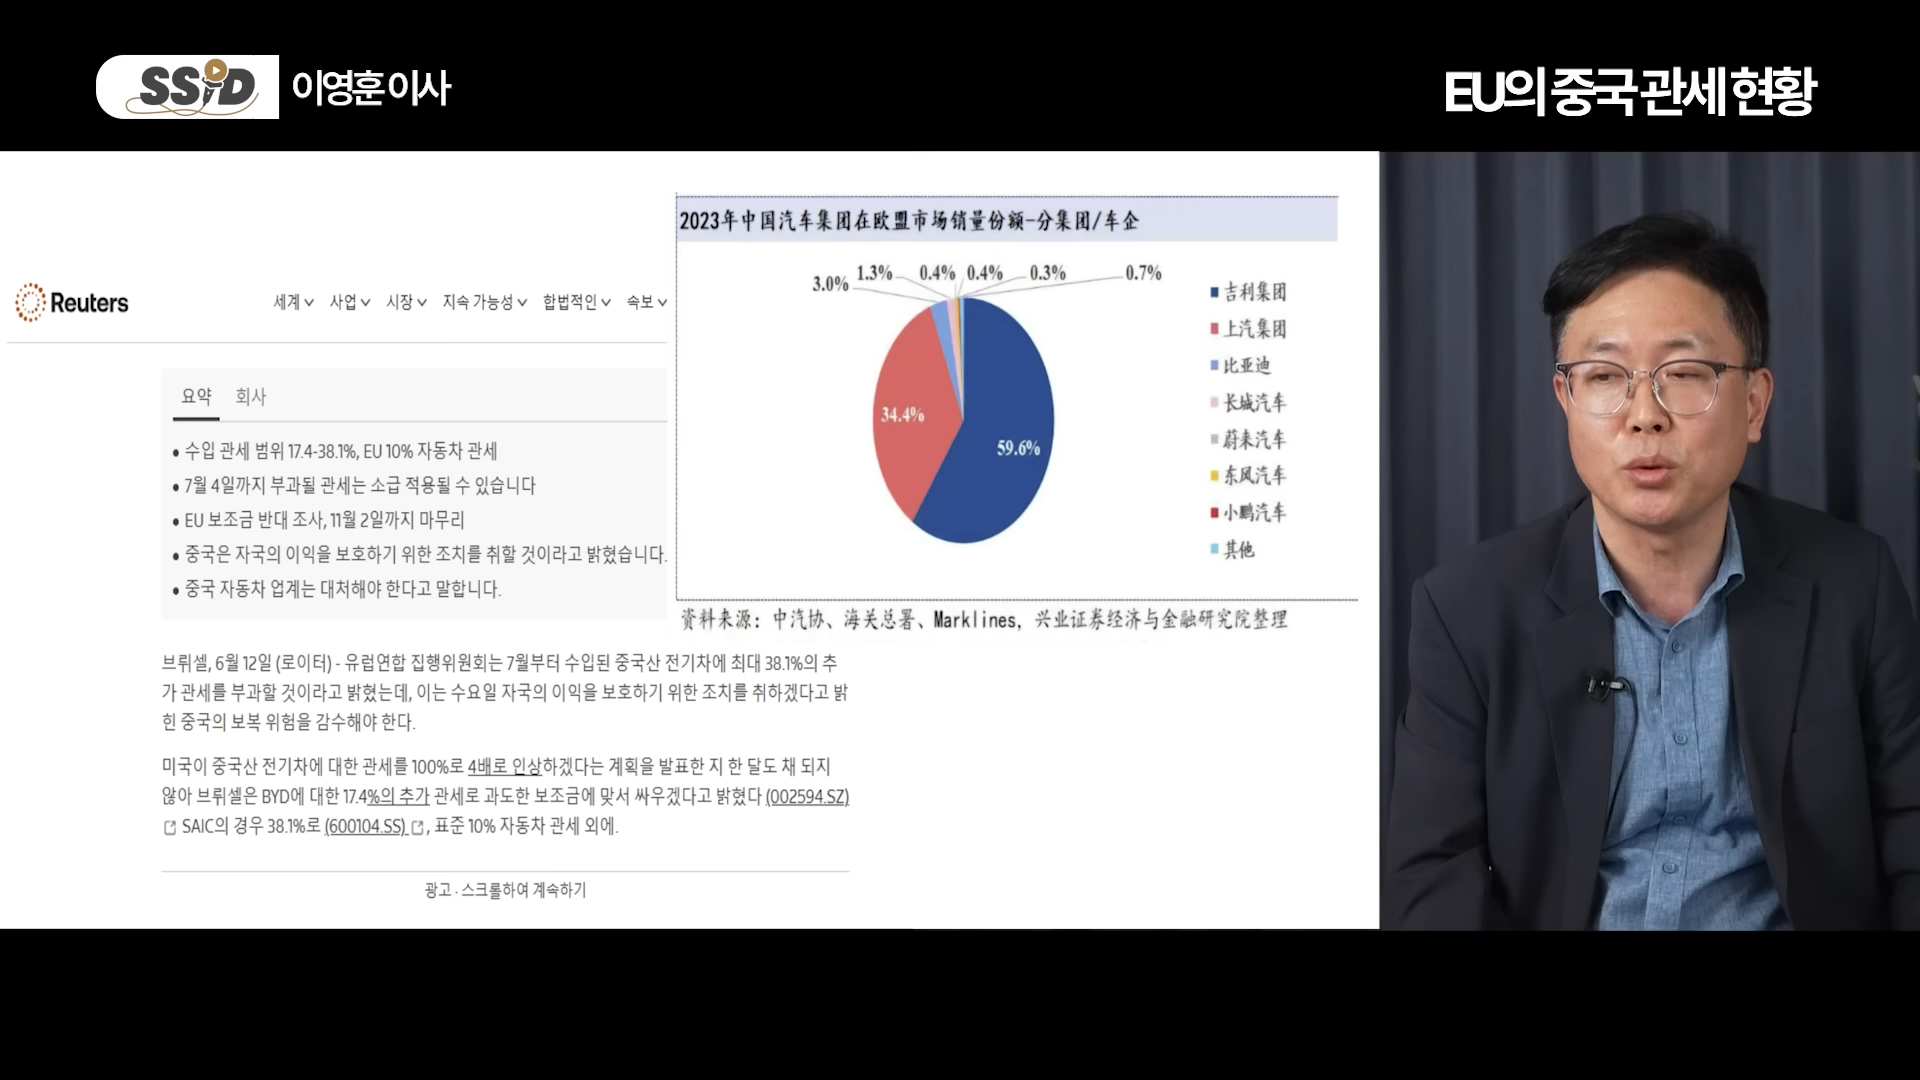 SSiD 이영훈 이사
EU의 중국 관세 현황
Reuters
세계 사업 시장 지속 가능성 합법적인 속보
요약 회사
• 수입 관세 범위 17.4-38.1%, EU 10% 자동차 관세
• 7월 4일까지 부과될 관세는 소급 적용될 수 있습니다
• EU 보조금 반대 조사, 11월 2일까지 마무리
• 중국은 자국의 이익을 보호하기 위한 조치를 취할 것이라고 밝혔습니다.
• 중국 자동차 업계는 대처해야 한다고 말합니다.
브뤼셀, 6월 12일 (로이터) - 유럽연합 집행위원회는 7월부터 수입된 중국산 전기차에 최대 38.1%의 추
가 관세를 부과할 것이라고 밝혔는데, 이는 수요일 자국의 이익을 보호하기 위한 조치를 취하겠다고 밝
힌 중국의 보복 위험을 감수해야 한다.
미국이 중국산 전기차에 대한 관세를 100%로 4배로 인상하겠다는 계획을 발표한 지 한 달도 채 되지
않아 브뤼셀은 BYD에 대한 17.4%의 추가 관세로 과도한 보조금에 맞서 싸우겠다고 밝혔다 (002594.SZ)
SAIC의 경우 38.1%로 (600104.SS) , 표준 10% 자동차 관세 외에.
광고 · 스크롤하여 계속하기
2023年中国汽车集团在欧盟市场销量份额-分集团/车企
3.0% 1.3% 0.4% 0.4% 0.3% 0.7%
34.4%
59.6%
吉利集团
上汽集团
比亚迪
长城汽车
蔚来汽车
东风汽车
小鹏汽车
其他
资料来源：中汽协、海关总署、Marklines，兴业证券经济与金融研究院整理